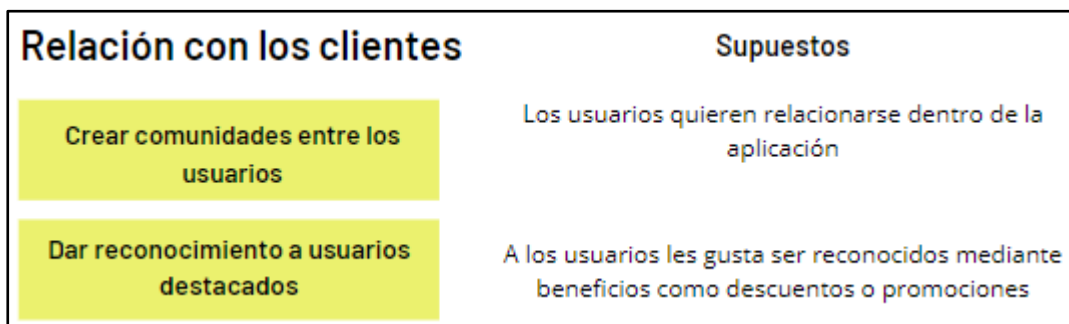 Relación con los clientes
Supuestos
Crear comunidades entre los
usuarios
Los usuarios quieren relacionarse dentro de la
aplicación
Dar reconocimiento a usuarios
destacados
A los usuarios les gusta ser reconocidos mediante
beneficios como descuentos o promociones